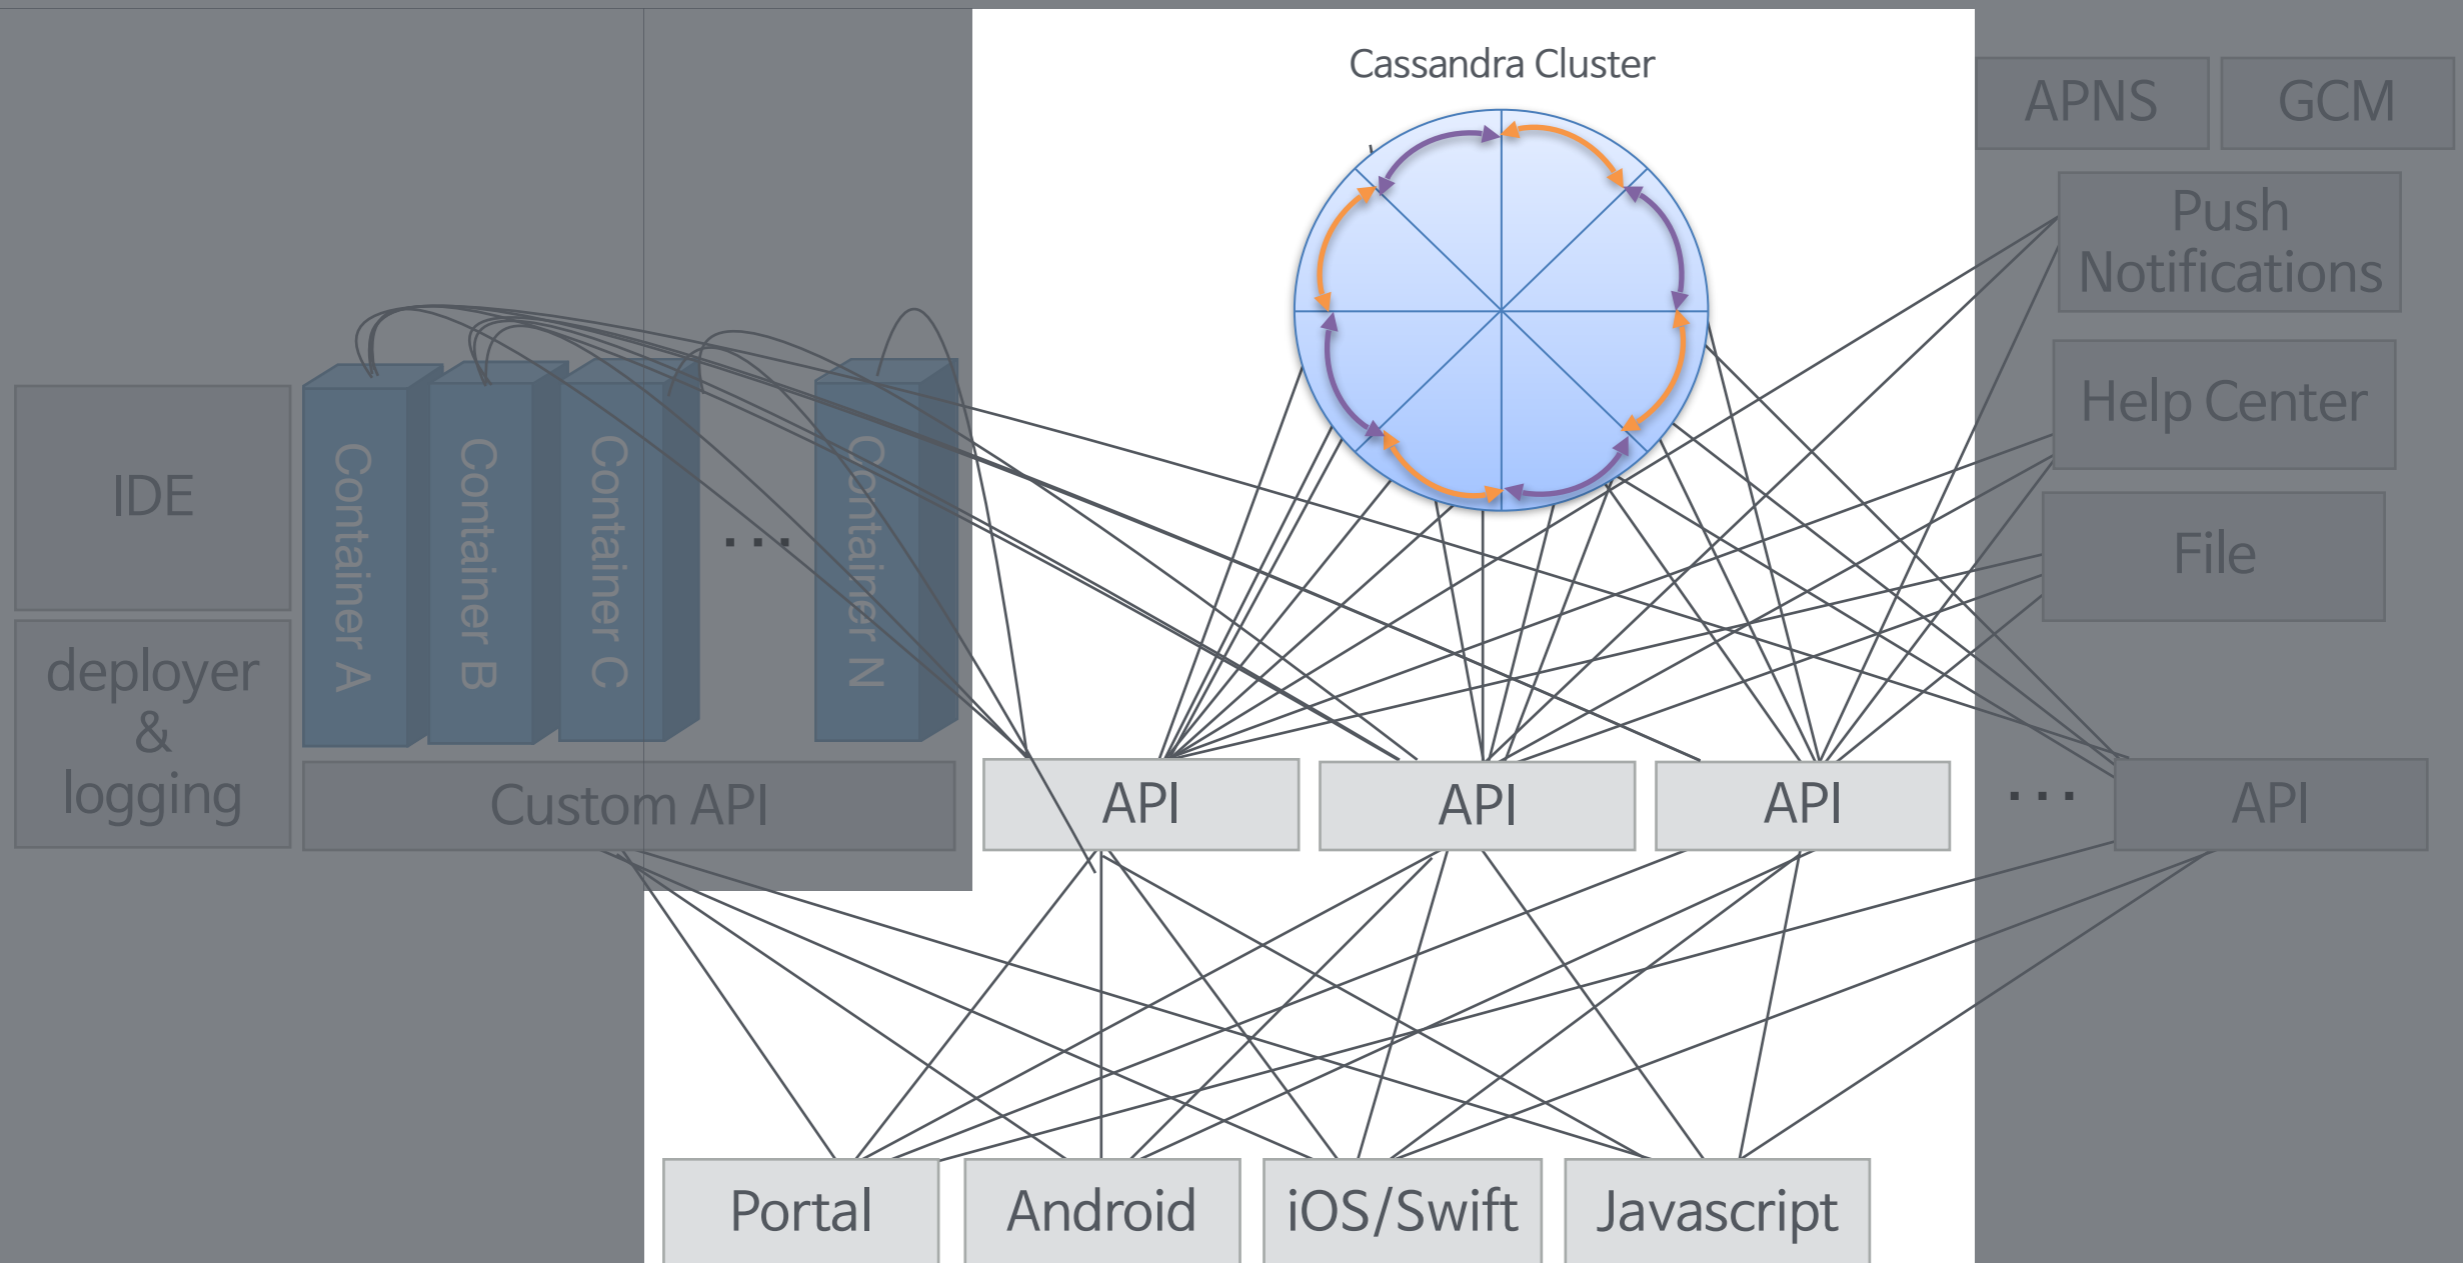 Cassandra Cluster
APNS
GCM
Push
Notifications
Help Center
File
IDE
deployer
&
logging
Container A
Container B
Container C
...
Container N
Custom API
API
API
API
...
API
Portal
Android
iOS/Swift
Javascript